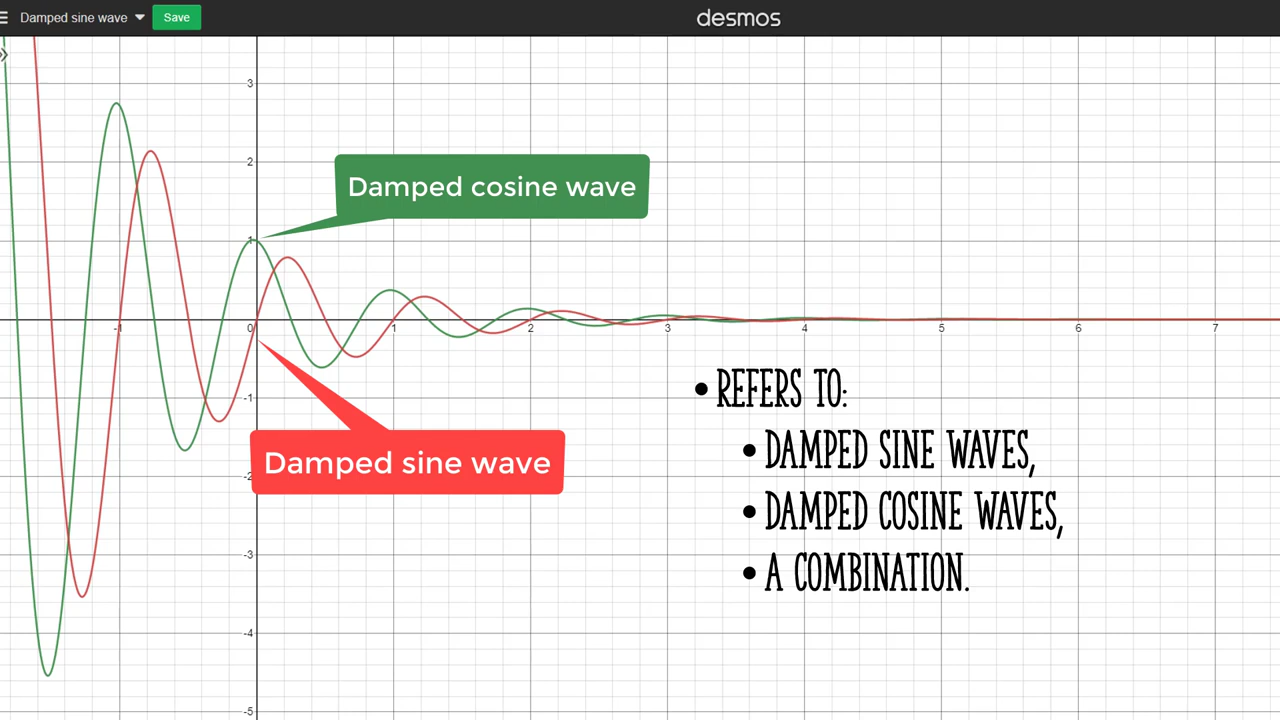 Damped sine wave
Save
desmos
3
2
Damped cosine wave
1
-1
0
1
2
3
4
5
6
7
-1
• REFERS TO:
Damped sine wave
• DAMPED SINE WAVES,
-2
• DAMPED COSINE WAVES,
-3
• A COMBINATION.
-4
-5